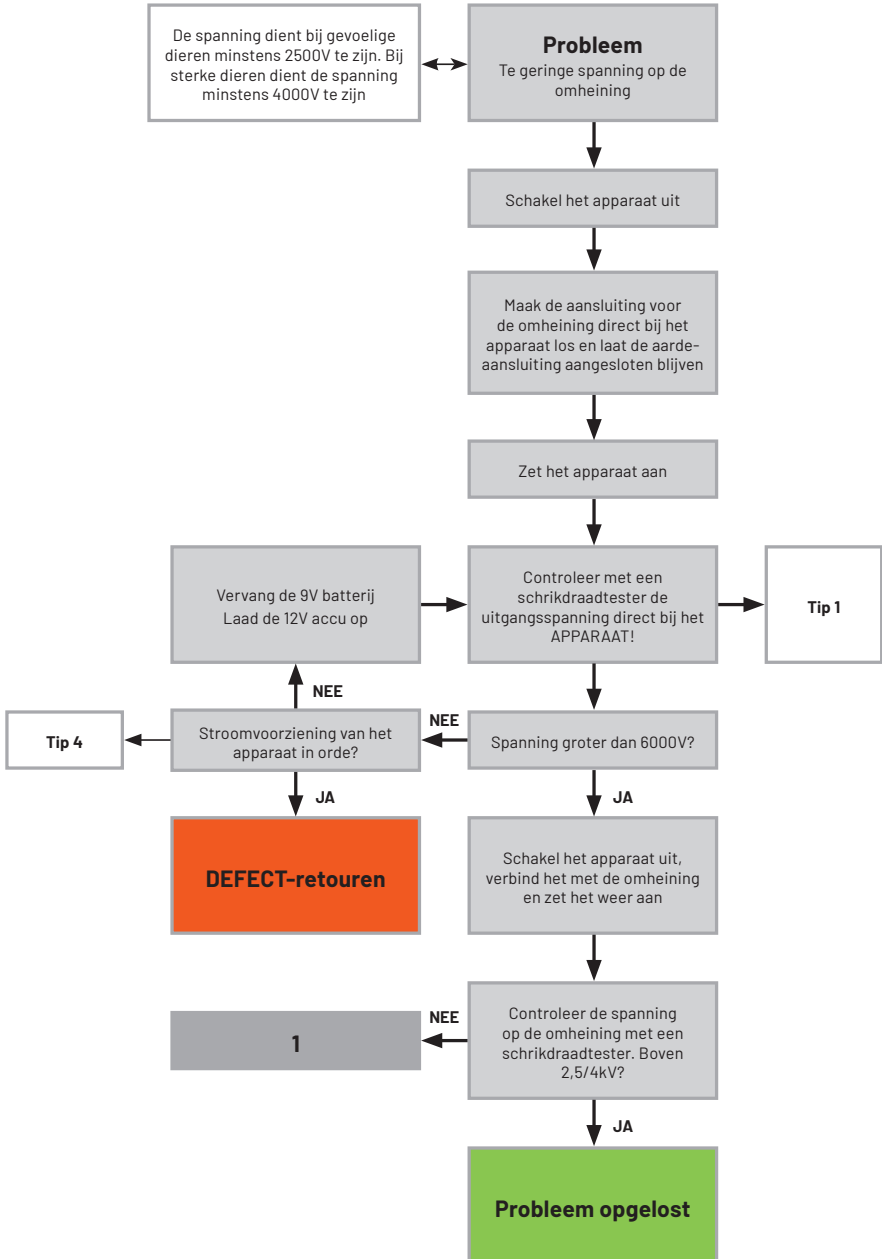 De spanning dient bij gevoelige
dieren minstens 2500V te zijn. Bij
sterke dieren dient de spanning
minstens 4000V te zijn
Probleem
Te geringe spanning op de
omheining
Schakel het apparaat uit
Maak de aansluiting voor
de omheining direct bij het
apparaat los en laat de aarde-
aansluiting aangesloten blijven
Zet het apparaat aan
Vervang de 9V batterij
Laad de 12V accu op
Controleer met een
schrikdraadtester de
uitgangsspanning direct bij het
APPARAAT!
Tip 1
NEE
Tip 4
Stroomvoorziening van het
apparaat in orde?
NEE
Spanning groter dan 6000V?
JA
JA
DEFECT-retouren
Schakel het apparaat uit,
verbind het met de omheining
en zet het weer aan
1
NEE
Controleer de spanning
op de omheining met een
schrikdraadtester. Boven
2,5/4kV?
JA
Probleem opgelost